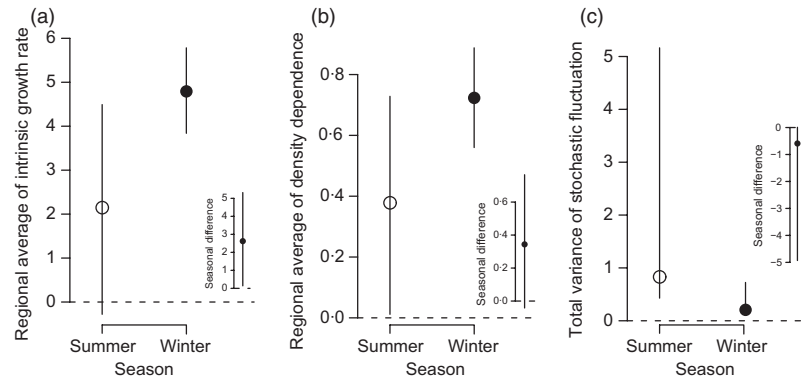 (a)
Regional average of intrinsic growth rate
6
5
4
3
2
1
0
Seasonal difference
5
4
3
2
1
0
Summer
Winter
Season
(b)
Regional average of density dependence
0·8
0·6
0·4
0·2
0·0
Seasonal difference
0·6
0·4
0·2
0·0
Summer
Winter
Season
(c)
Total variance of stochastic fluctuation
5
4
3
2
1
0
Seasonal difference
0
−1
−2
−3
−4
−5
Summer
Winter
Season